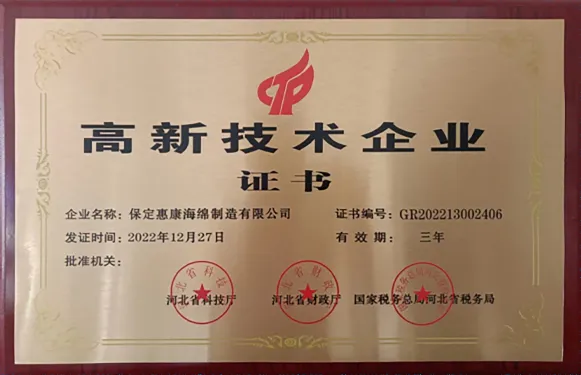 高新技术企业
证书
企业名称：保定惠康海绵制造有限公司 证书编号：GR202213002406
发证时间：2022年12月27日 有效期：三年
批准机关：
河北省科技厅 河北省财政厅 国家税务总局河北省税务局